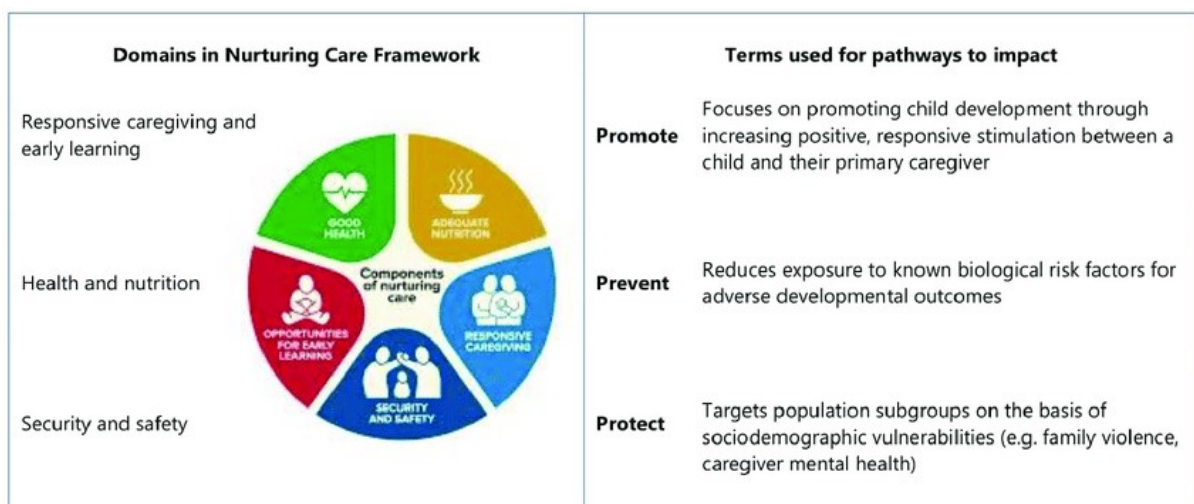 Domains in Nurturing Care Framework
Responsive caregiving and
early learning
Health and nutrition
Security and safety
GOOD
HEALTH
ADEQUATE
NUTRITION
Components
of nurturing
care
OPPORTUNITIES
FOR EARLY
LEARNING
RESPONSIVE
CAREGIVING
SECURITY
AND SAFETY
Terms used for pathways to impact
Promote
Focuses on promoting child development through
increasing positive, responsive stimulation between a
child and their primary caregiver
Prevent
Reduces exposure to known biological risk factors for
adverse developmental outcomes
Protect
Targets population subgroups on the basis of
sociodemographic vulnerabilities (e.g. family violence,
caregiver mental health)